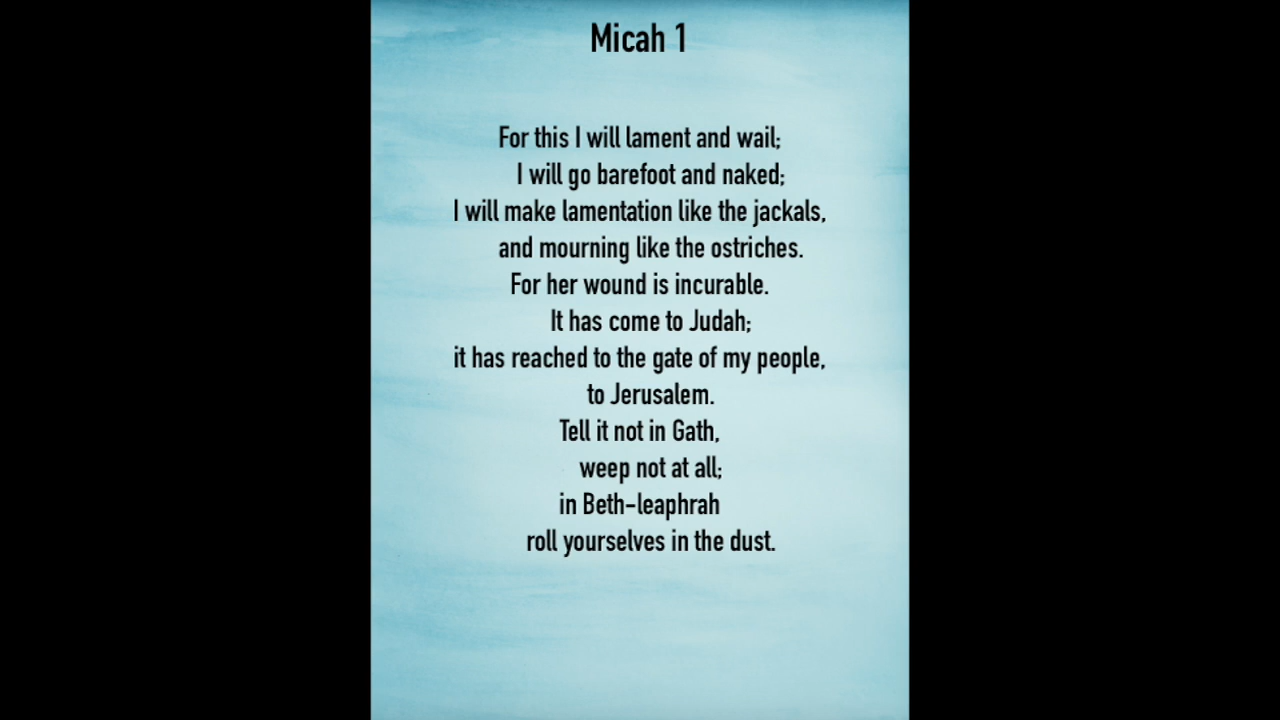 Micah 1
For this I will lament and wail;
I will go barefoot and naked;
I will make lamentation like the jackals,
and mourning like the ostriches.
For her wound is incurable.
It has come to Judah;
it has reached to the gate of my people,
to Jerusalem.
Tell it not in Gath,
weep not at all;
in Beth-leaphrah
roll yourselves in the dust.